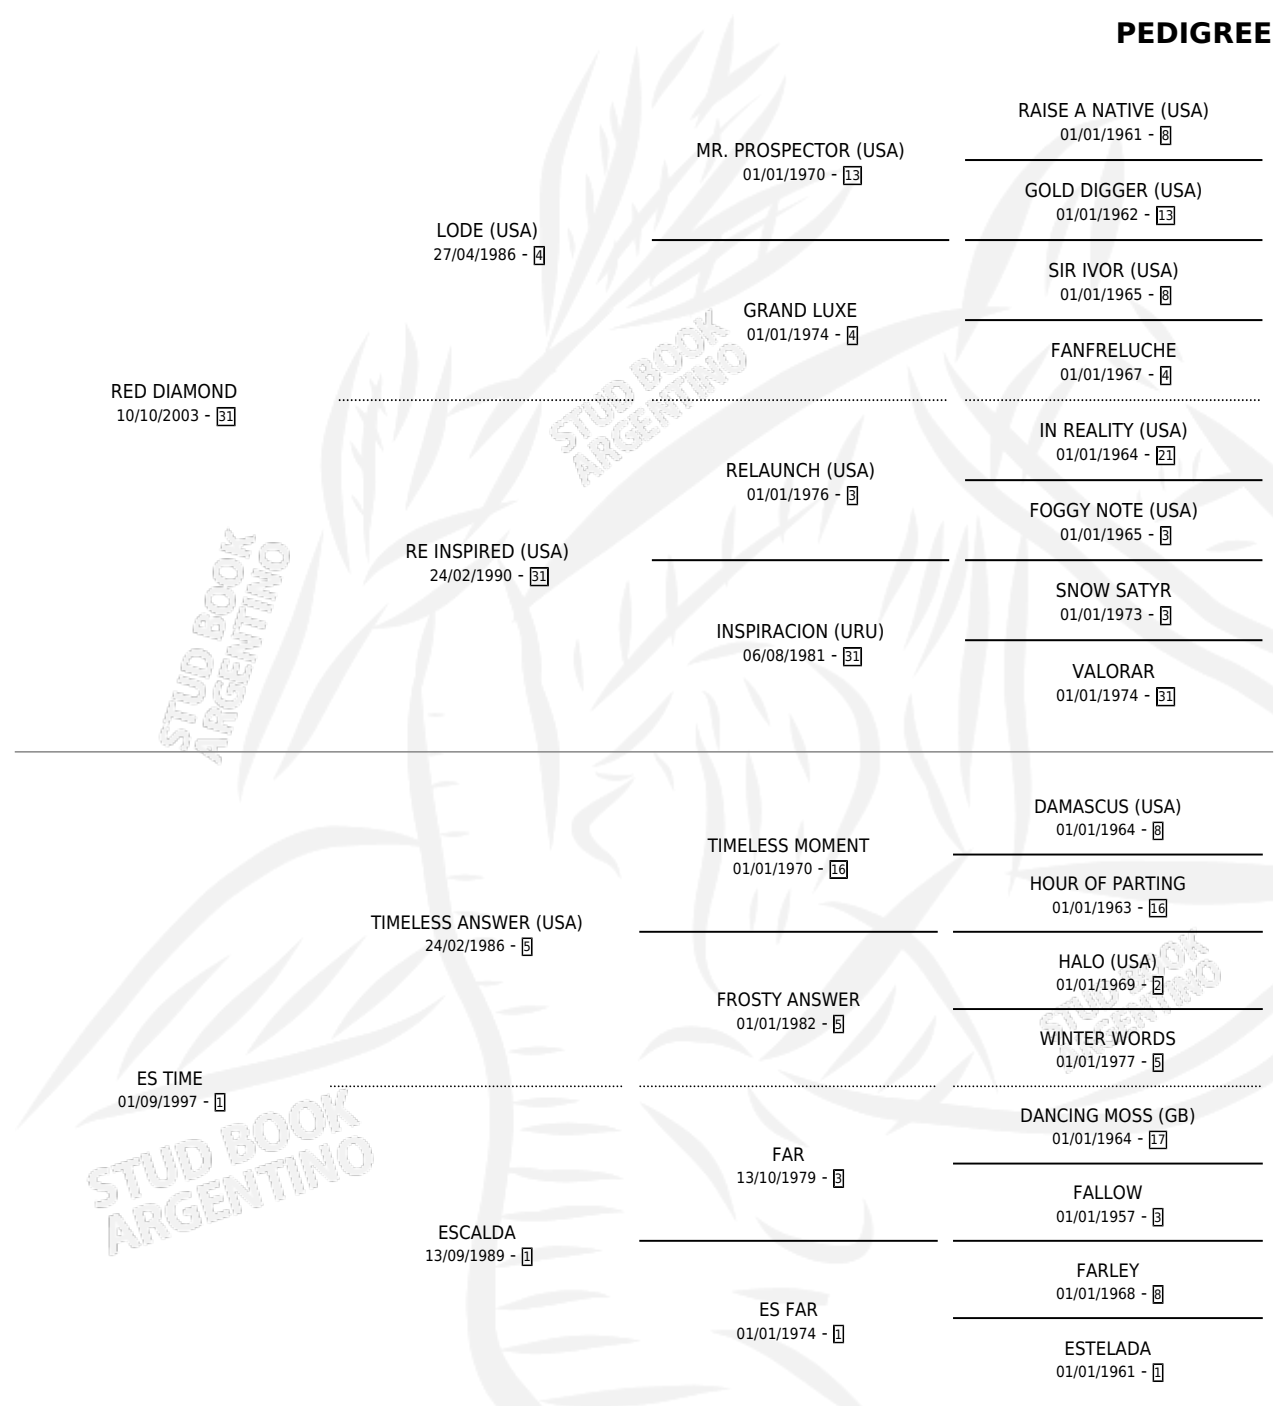 PEDIGREE
RAISE A NATIVE (USA)
01/01/1961 - 8
MR. PROSPECTOR (USA)
01/01/1970 - 13
GOLD DIGGER (USA)
01/01/1962 - 13
LODE (USA)
27/04/1986 - 4
SIR IVOR (USA)
01/01/1965 - 8
GRAND LUXE
01/01/1974 - 4
FANFRELUCHE
01/01/1967 - 4
RED DIAMOND
10/10/2003 - 31
IN REALITY (USA)
01/01/1964 - 21
RELAUNCH (USA)
01/01/1976 - 3
FOGGY NOTE (USA)
01/01/1965 - 3
RE INSPIRED (USA)
24/02/1990 - 31
SNOW SATYR
01/01/1973 - 3
INSPIRACION (URU)
06/08/1981 - 31
VALORAR
01/01/1974 - 31
DAMASCUS (USA)
01/01/1964 - 8
TIMELESS MOMENT
01/01/1970 - 16
HOUR OF PARTING
01/01/1963 - 16
TIMELESS ANSWER (USA)
24/02/1986 - 5
HALO (USA)
01/01/1969 - 2
FROSTY ANSWER
01/01/1982 - 5
WINTER WORDS
01/01/1977 - 5
ES TIME
01/09/1997 - 1
DANCING MOSS (GB)
01/01/1964 - 17
FAR
13/10/1979 - 3
FALLOW
01/01/1957 - 3
ESCALDA
13/09/1989 - 1
FARLEY
01/01/1968 - 8
ES FAR
01/01/1974 - 1
ESTELADA
01/01/1961 - 1
STUD BOOK
ARGENTINO
STUD BOOK
ARGENTINO
STUD BOOK
ARGENTINO
STUD BOOK
ARGENTINO